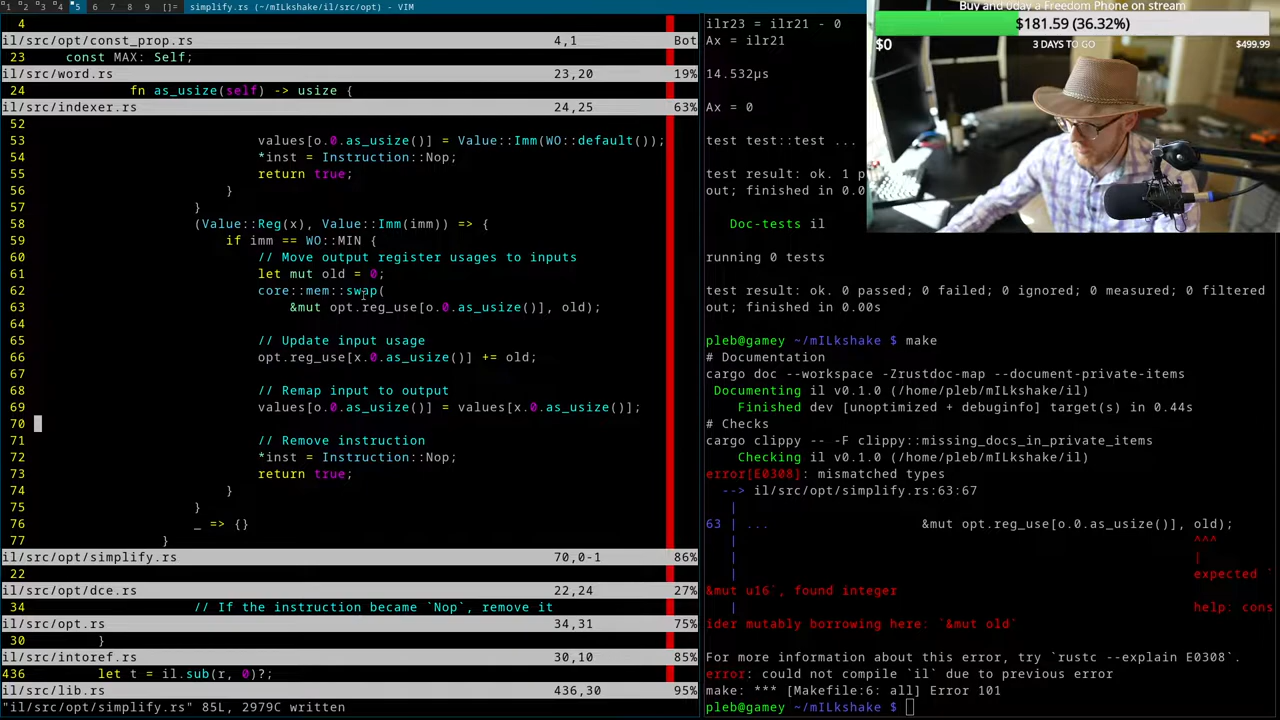 1 2 3 4 5 6 7 8 9 []= simplify.rs (~/mILkshake/il/src/opt) - VIM
4
il/src/opt/const_prop.rs 4,1 Bot
23 const MAX: Self;
il/src/word.rs 23,20 19%
24 fn as_usize(self) -> usize {
il/src/indexer.rs 24,25 63%
52
53 values[o.0.as_usize()] = Value::Imm(WO::default());
54 *inst = Instruction::Nop;
55 return true;
56 }
57 }
58 (Value::Reg(x), Value::Imm(imm)) => {
59 if imm == WO::MIN {
60 // Move output register usages to inputs
61 let mut old = 0;
62 core::mem::swap(
63 &mut opt.reg_use[o.0.as_usize()], old);
64
65 // Update input usage
66 opt.reg_use[x.0.as_usize()] += old;
67
68 // Remap input to output
69 values[o.0.as_usize()] = values[x.0.as_usize()];
70
71 // Remove instruction
72 *inst = Instruction::Nop;
73 return true;
74 }
75 }
76 _ => {}
77 }
il/src/opt/simplify.rs 70,0-1 86%
22
il/src/opt/dce.rs 22,24 27%
34 // If the instruction became `Nop`, remove it
il/src/opt.rs 34,31 75%
30 }
il/src/intoref.rs 30,10 85%
436 let t = il.sub(r, 0)?;
il/src/lib.rs 436,30 95%
"il/src/opt/simplify.rs" 85L, 2979C written
ilr23 = ilr21 - 0
Ax = ilr21
14.532µs
Ax = 0
test test::test ...
test result: ok. 1 p
out; finished in 0.0
Doc-tests il
running 0 tests
test result: ok. 0 passed; 0 failed; 0 ignored; 0 measured; 0 filtered
out; finished in 0.00s
pleb@gamey ~/mILkshake $ make
# Documentation
cargo doc --workspace -Zrustdoc-map --document-private-items
Documenting il v0.1.0 (/home/pleb/mILkshake/il)
Finished dev [unoptimized + debuginfo] target(s) in 0.44s
# Checks
cargo clippy -- -F clippy::missing_docs_in_private_items
Checking il v0.1.0 (/home/pleb/mILkshake/il)
error[E0308]: mismatched types
--> il/src/opt/simplify.rs:63:67
|
63 | ... &mut opt.reg_use[o.0.as_usize()], old);
| ^^^
| |
| expected `
&mut u16`, found integer
| help: cons
ider mutably borrowing here: `&mut old`
For more information about this error, try `rustc --explain E0308`.
error: could not compile `il` due to previous error
make: *** [Makefile:6: all] Error 101
pleb@gamey ~/mILkshake $
Buy and 0day a Freedom Phone on stream
$181.59 (36.32%)
$0 3 DAYS TO GO $499.99